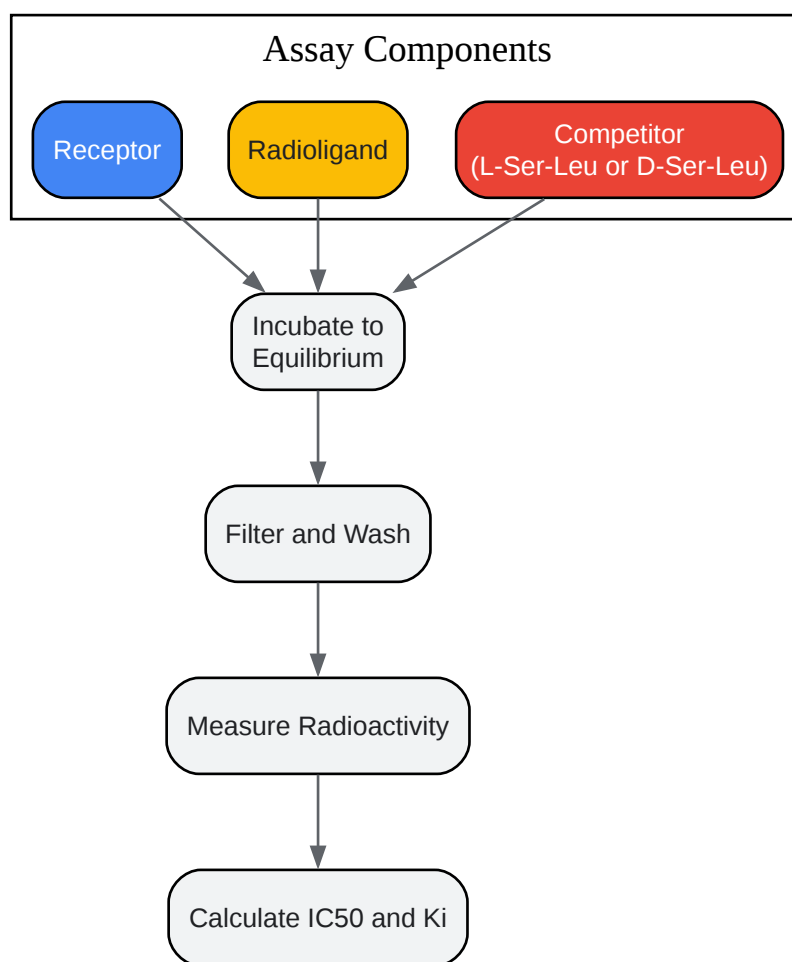 Assay Components
Receptor
Radioligand
Competitor
(L-Ser-Leu or D-Ser-Leu)
Incubate to
Equilibrium
Filter and Wash
Measure Radioactivity
Calculate IC50 and Ki